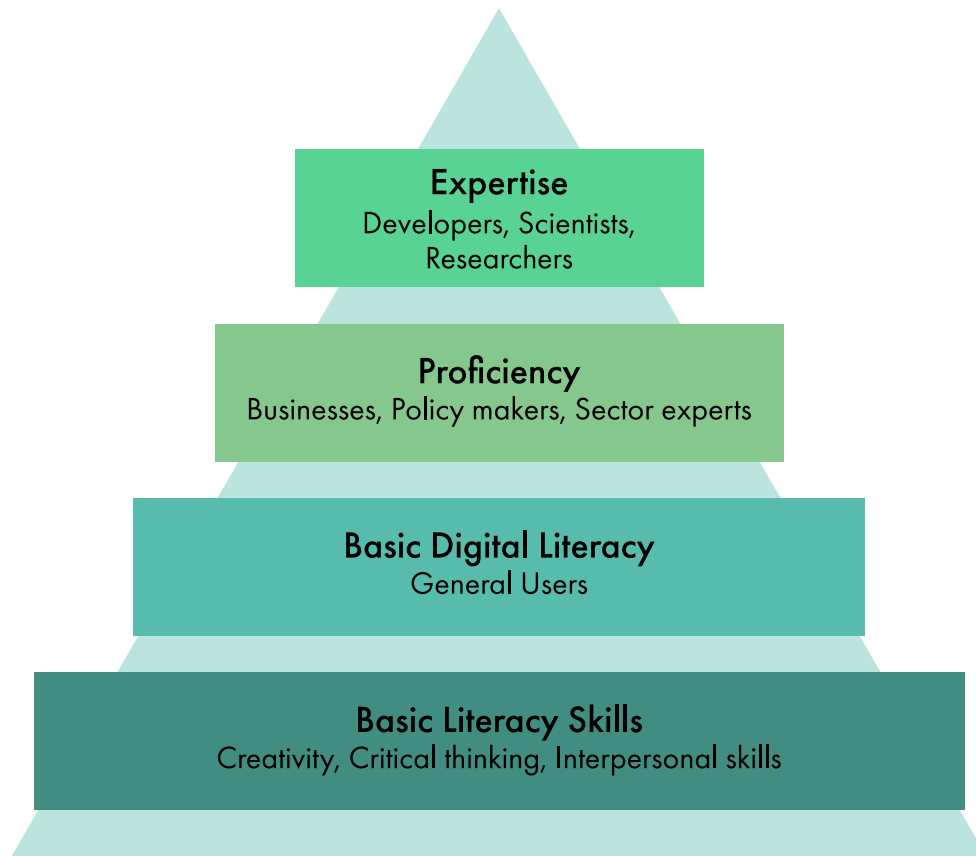 Expertise
Developers, Scientists,
Researchers
Proficiency
Businesses, Policy makers, Sector experts
Basic Digital Literacy
General Users
Basic Literacy Skills
Creativity, Critical thinking, Interpersonal skills